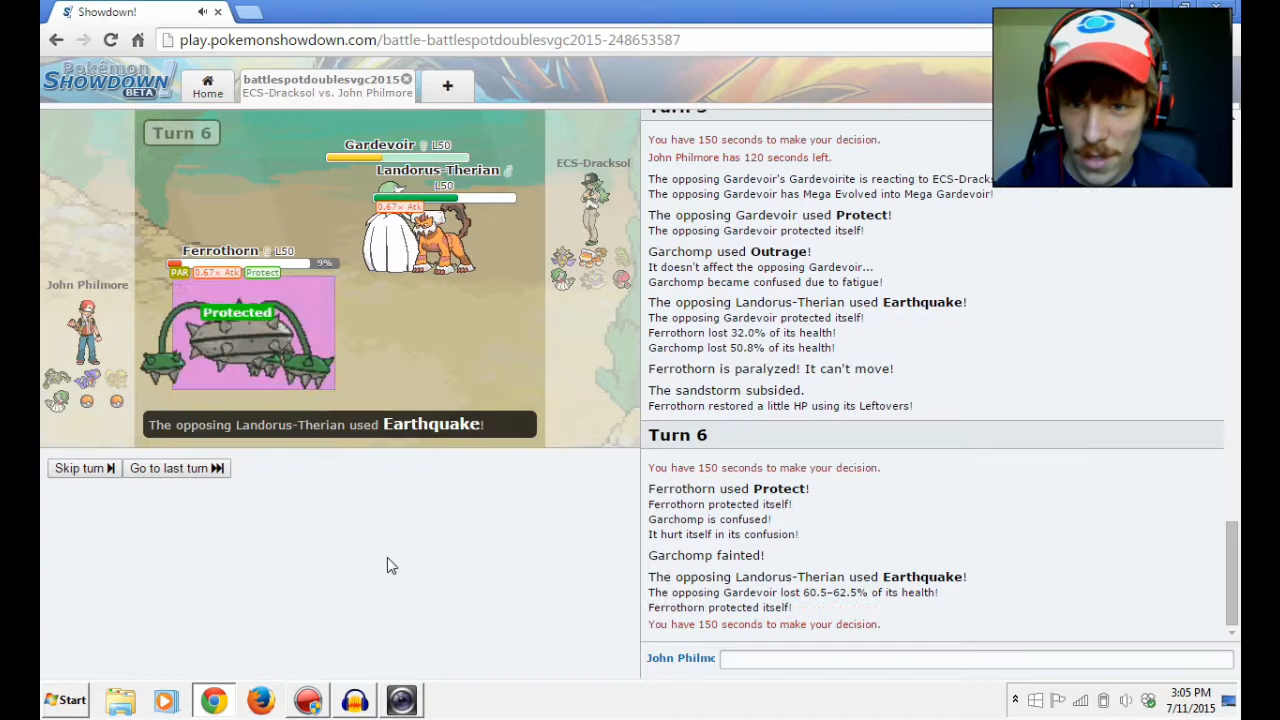 Showdown!
play.pokemonshowdown.com/battle-battlespotdoublesvgc2015-248653587
Pokémon
SHOWDOWN
BETA
Home
battlespotdoublesvgc2015
ECS-Dracksol vs. John Philmore
+
Turn 6
Gardevoir L50
Landorus-Therian
L50
0.67× Atk
ECS-Dracksol
Ferrothorn L50
9%
PAR 0.67× Atk Protect
Protected
John Philmore
The opposing Landorus-Therian used Earthquake!
Skip turn
Go to last turn
You have 150 seconds to make your decision.
John Philmore has 120 seconds left.
The opposing Gardevoir's Gardevoirite is reacting to ECS-Dracks
The opposing Gardevoir has Mega Evolved into Mega Gardevoir!
The opposing Gardevoir used Protect!
The opposing Gardevoir protected itself!
Garchomp used Outrage!
It doesn't affect the opposing Gardevoir...
Garchomp became confused due to fatigue!
The opposing Landorus-Therian used Earthquake!
The opposing Gardevoir protected itself!
Ferrothorn lost 32.0% of its health!
Garchomp lost 50.8% of its health!
Ferrothorn is paralyzed! It can't move!
The sandstorm subsided.
Ferrothorn restored a little HP using its Leftovers!
Turn 6
You have 150 seconds to make your decision.
Ferrothorn used Protect!
Ferrothorn protected itself!
Garchomp is confused!
It hurt itself in its confusion!
Garchomp fainted!
The opposing Landorus-Therian used Earthquake!
The opposing Gardevoir lost 60.5–62.5% of its health!
Ferrothorn protected itself!
You have 150 seconds to make your decision.
John Philmo
Start
3:05 PM
7/11/2015